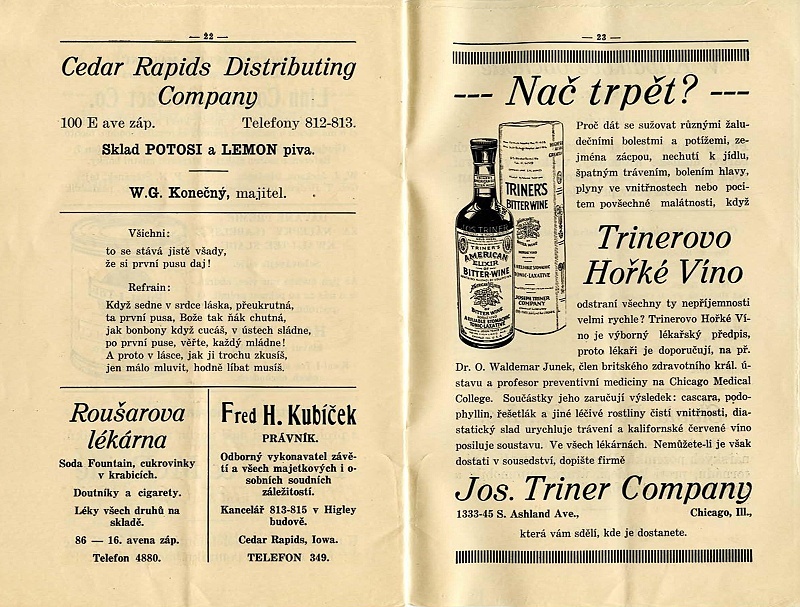 — 22 —
Cedar Rapids Distributing
Company
100 E ave záp. Telefony 812-813.
Sklad POTOSI a LEMON piva.
W.G. Konečný, majitel.
Všichni:
to se stává jistě všady,
že si první pusu daj!
Refrain:
Když sedne v srdce láska, přeukrutná,
ta první pusa, Bože tak ňák chutná,
jak bonbony když cucáš, v ústech sládne,
po první puse, věřte, každý mládne!
A proto v lásce, jak ji trochu zkusíš,
jen málo mluvit, hodně líbat musíš.
Roušarova
lékárna
Soda Fountain, cukrovinky
v krabicích.
Doutníky a cigarety.
Léky všech druhů na
skladě.
86 — 16. avena záp.
Telefon 4880.
Fred H. Kubíček
PRÁVNÍK.
Odborný vykonavatel závě-
tí a všech majetkových i o-
sobních soudních
záležitostí.
Kancelář 813-815 v Higley
budově.
Cedar Rapids, Iowa.
TELEFON 349.
— 23 —
--- Nač trpět? ---
Proč dát se sužovat různými žalu-
dečními bolestmi a potížemi, ze-
jména zácpou, nechutí k jídlu,
špatným trávením, bolením hlavy,
plyny ve vnitřnostech nebo poci-
tem povšechné malátnosti, když
TRINER'S
BITTER WINE
JOSEPH TRINER
COMPANY
JOS. TRINER
TRINER'S
AMERICAN
ELIXIR
OF
BITTER-WINE
BITTER WINE
A RELIABLE STOMACHIC
TONIC-LAXATIVE
Trinerovo
Hořké Víno
odstraní všechny ty nepříjemnosti
velmi rychle? Trinerovo Hořké Ví-
no je výborný lékařský předpis,
proto lékaři je doporučují, na př.
Dr. O. Waldemar Junek, člen britského zdravotního král. ú-
stavu a profesor preventivní mediciny na Chicago Medical
College. Součástky jeho zaručují výsledek: cascara, podo-
phyllin, řešetlák a jiné léčivé rostliny čistí vnitřnosti, dia-
statický slad urychluje trávení a kalifornské červené víno
posiluje soustavu. Ve všech lékárnách. Nemůžete-li je však
dostati v sousedství, dopište firmě
Jos. Triner Company
1333-45 S. Ashland Ave., Chicago, Ill.,
která vám sdělí, kde je dostanete.